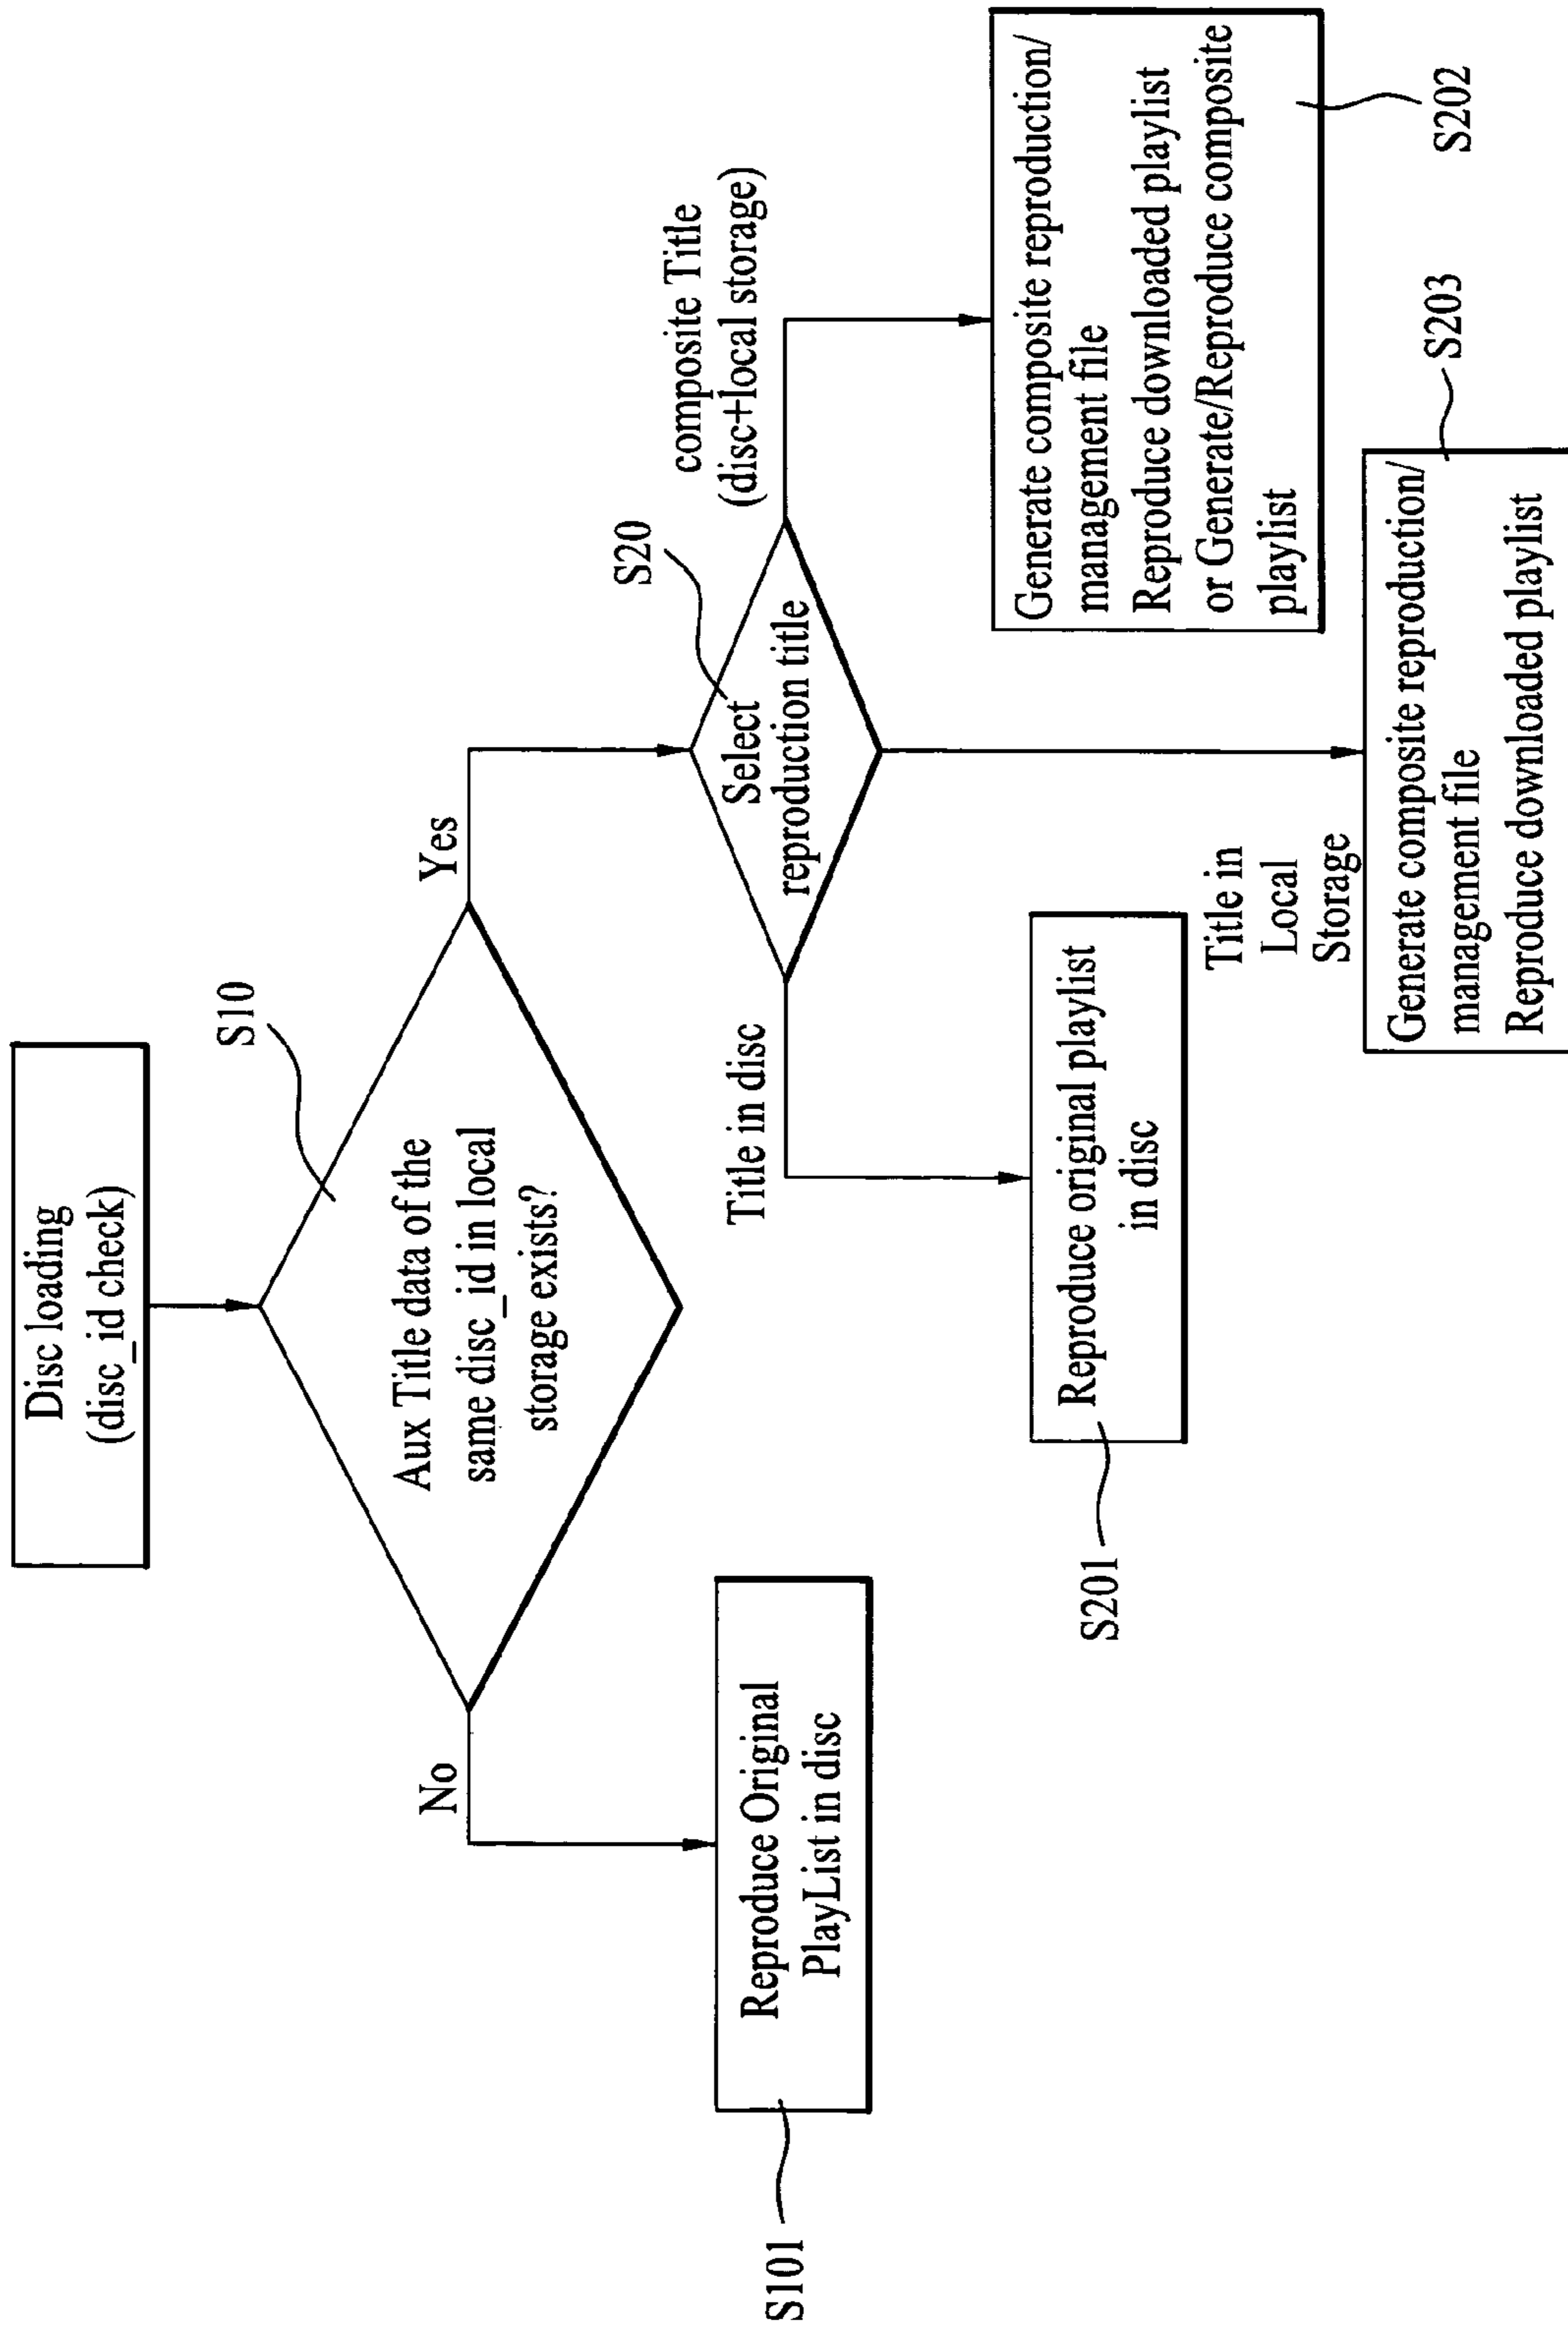 Disc loading
(disc_id check)
S10
Aux Title data of the
same disc_id in local
storage exists?
No
Yes
S101
Reproduce Original
PlayList in disc
S20
Select
reproduction title
Title in disc
composite Title
(disc+local storage)
Title in
Local
Storage
S201
Reproduce original playlist
in disc
Generate composite reproduction/
management file
Reproduce downloaded playlist
or Generate/Reproduce composite
playlist
S202
S203
Generate composite reproduction/
management file
Reproduce downloaded playlist